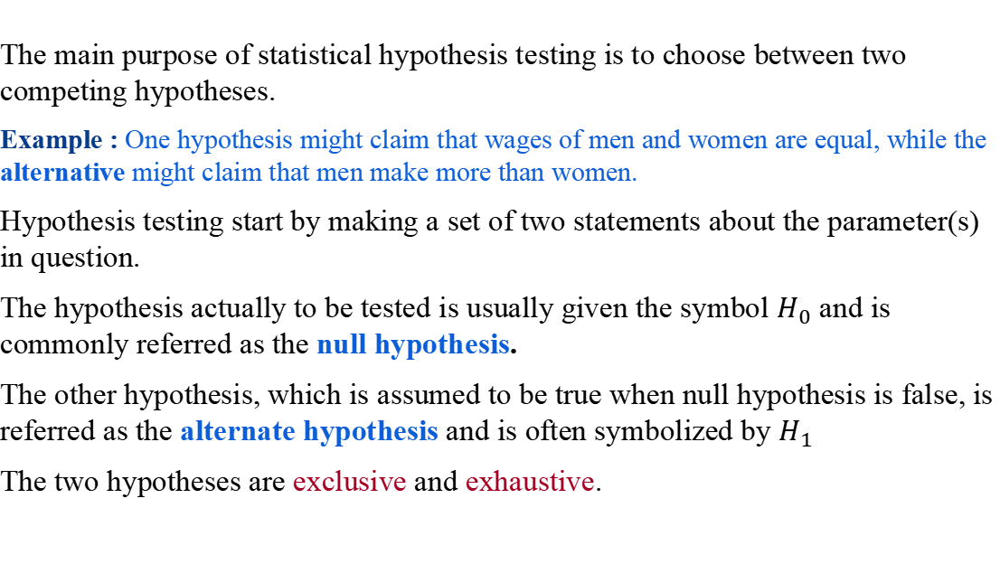 The main purpose of statistical hypothesis testing is to choose between two
competing hypotheses.
Example : One hypothesis might claim that wages of men and women are equal, while the
alternative might claim that men make more than women.
Hypothesis testing start by making a set of two statements about the parameter(s)
in question.
The hypothesis actually to be tested is usually given the symbol H₀ and is
commonly referred as the null hypothesis.
The other hypothesis, which is assumed to be true when null hypothesis is false, is
referred as the alternate hypothesis and is often symbolized by H₁
The two hypotheses are exclusive and exhaustive.